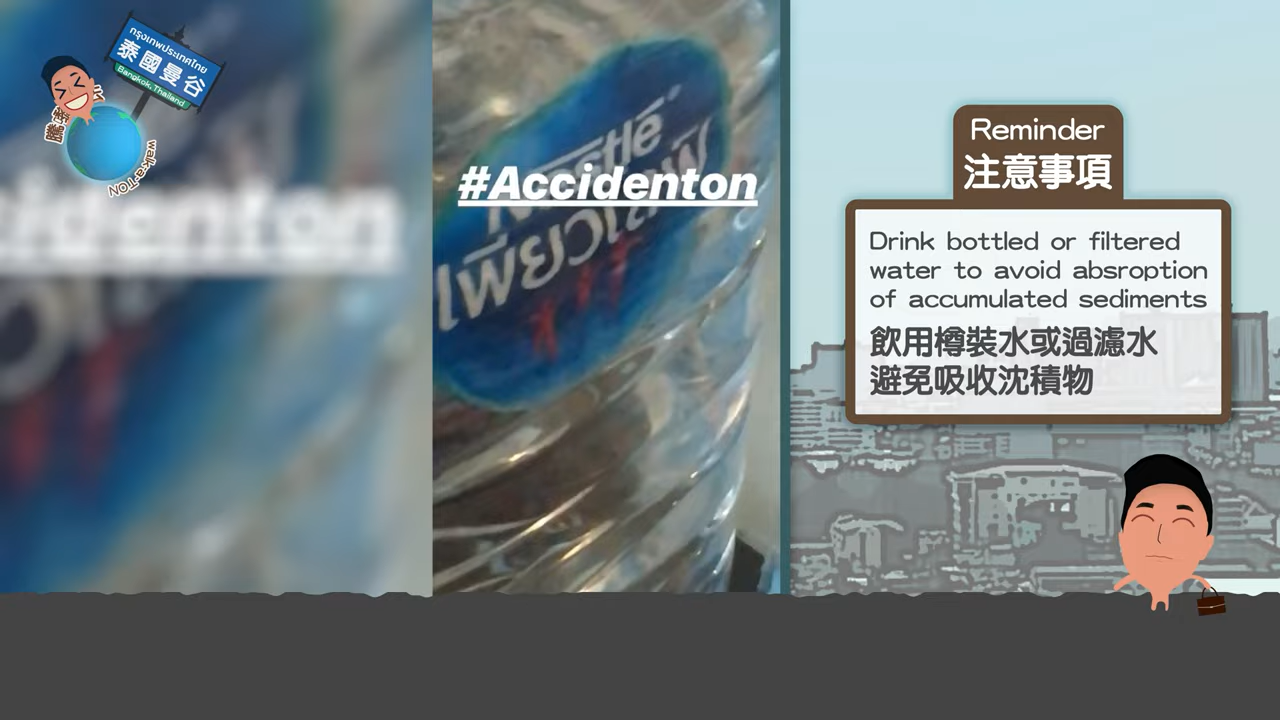 กรุงเทพประเทศไทย
泰國曼谷
Bangkok, Thailand
walk-a-TON
#Accidenton
Nestlé
เพียวไลฟ์
Reminder
注意事項
Drink bottled or filtered
water to avoid absroption
of accumulated sediments
飲用樽裝水或過濾水
避免吸收沈積物